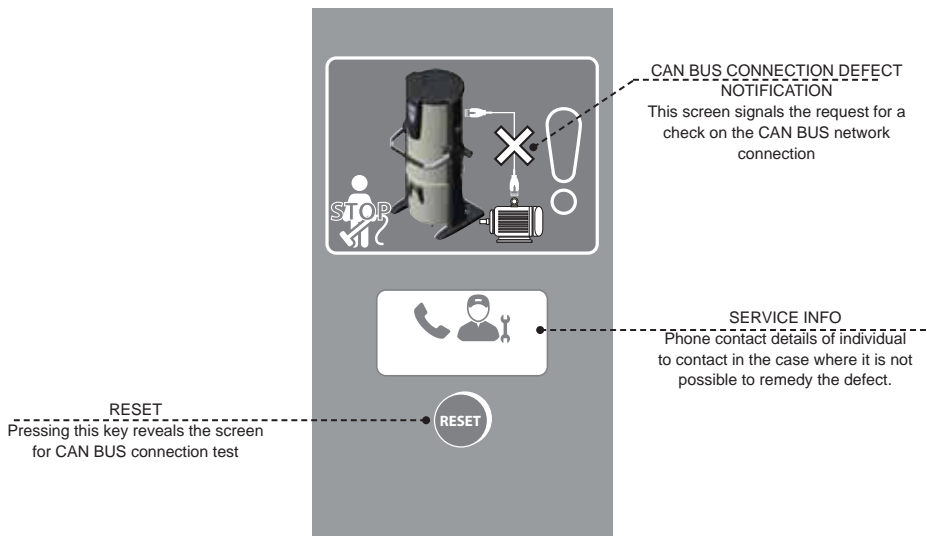 CAN BUS CONNECTION DEFECT
NOTIFICATION
This screen signals the request for a
check on the CAN BUS network
connection
STOP
SERVICE INFO
Phone contact details of individual
to contact in the case where it is not
possible to remedy the defect.
RESET
Pressing this key reveals the screen
for CAN BUS connection test
RESET